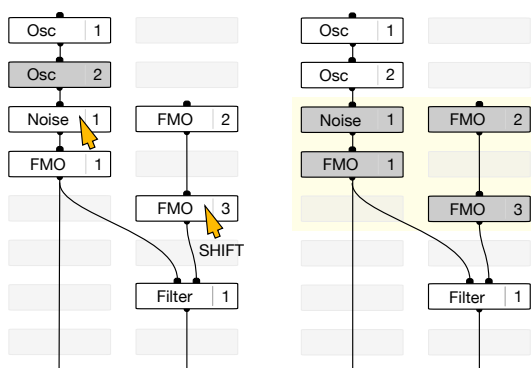 Osc 1
Osc 2
Noise 1
FMO 2
FMO 1
FMO 3
SHIFT
Filter 1
Osc 1
Osc 2
Noise 1
FMO 2
FMO 1
FMO 3
Filter 1